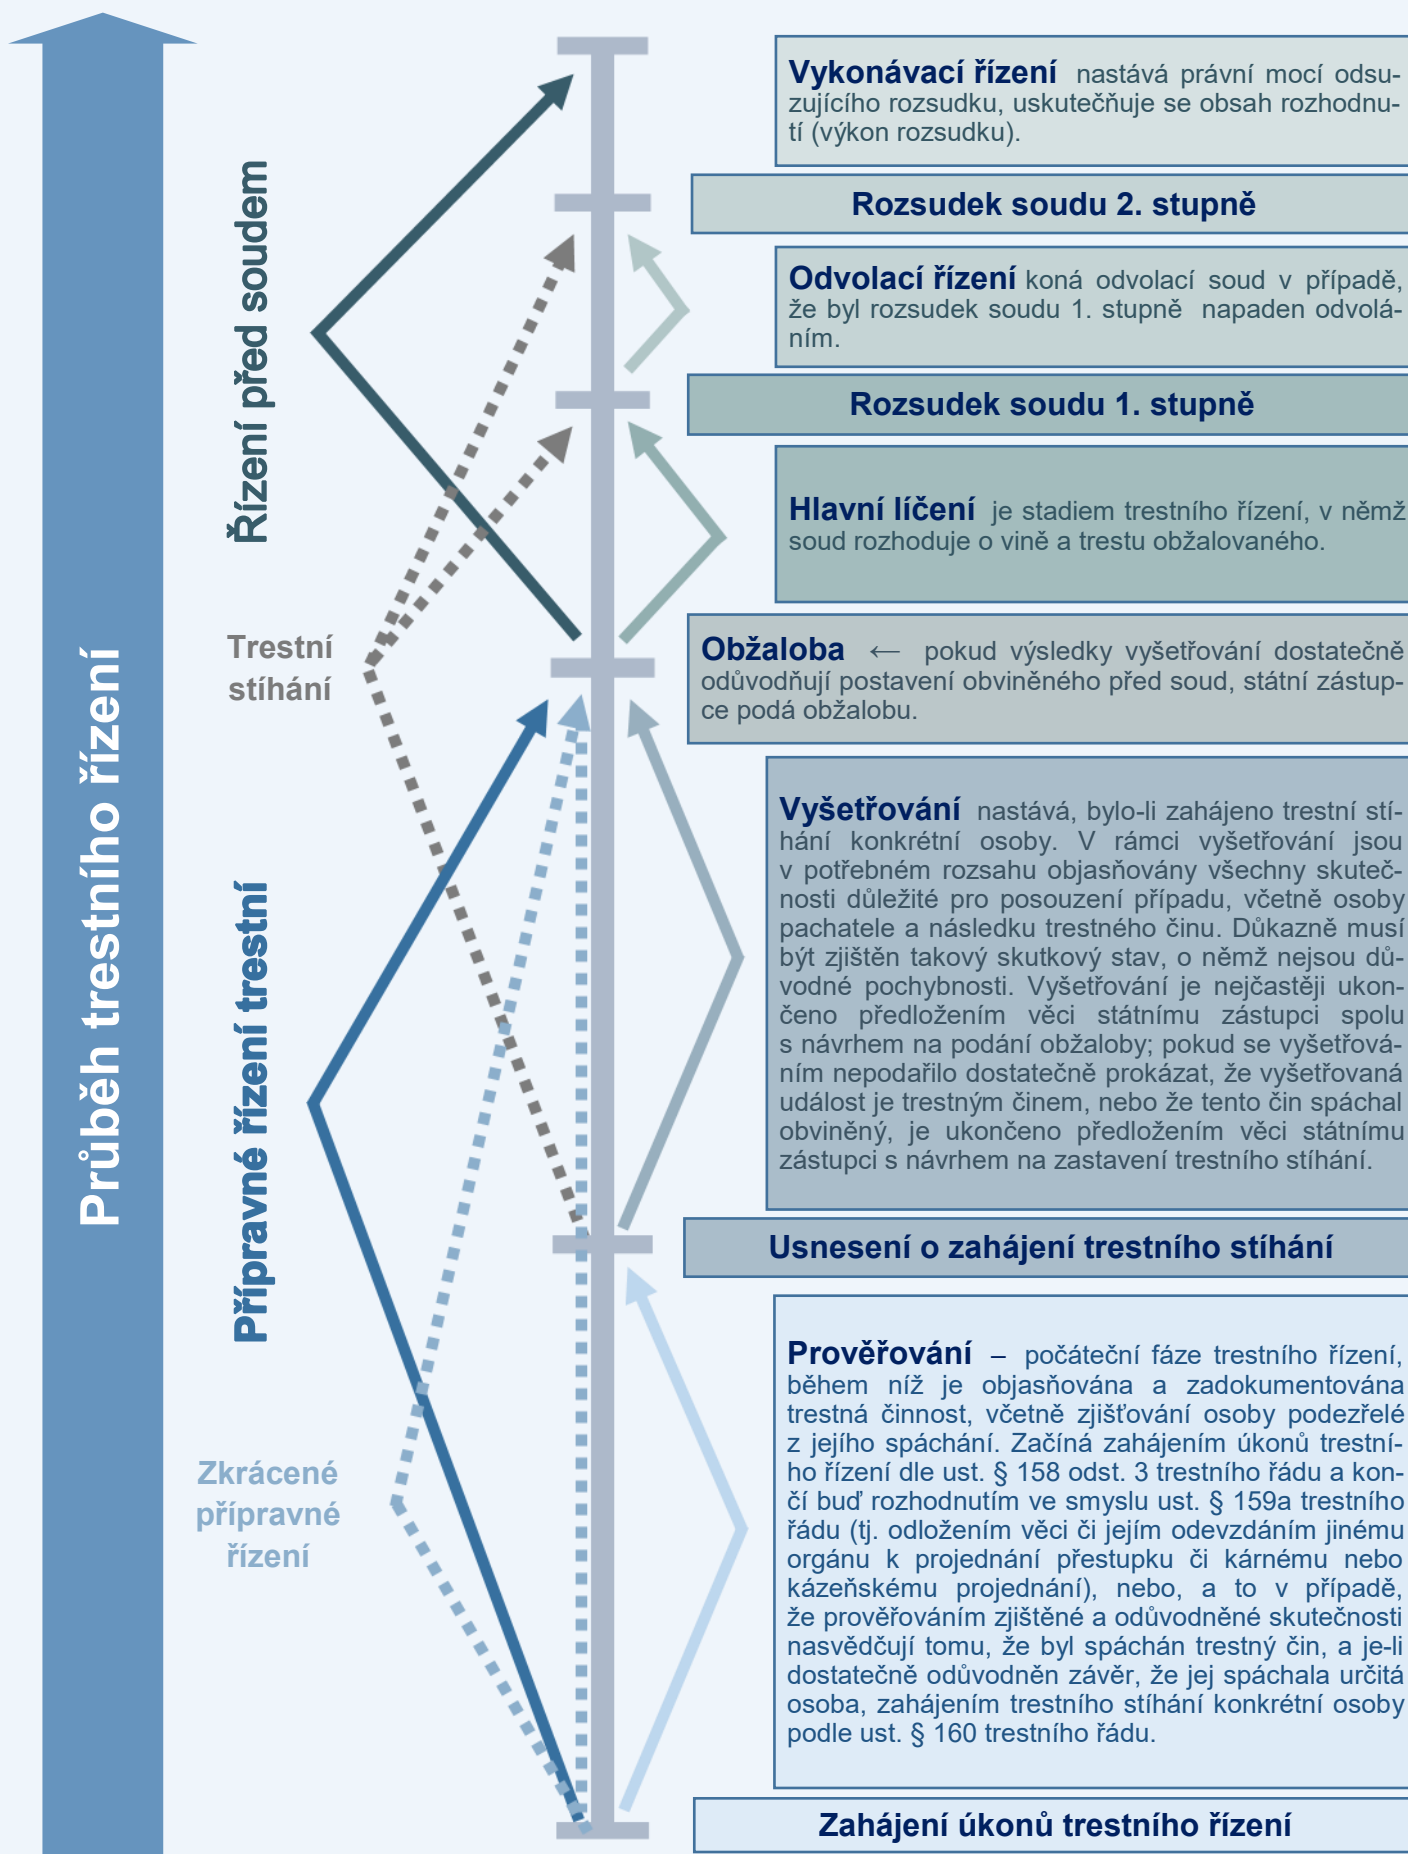 Průběh trestního řízení
Řízení před soudem
Trestní
stíhání
Přípravné řízení trestní
Zkrácené
přípravné
řízení
Vykonávací řízení nastává právní mocí odsu-
zujícího rozsudku, uskutečňuje se obsah rozhodnu-
tí (výkon rozsudku).
Rozsudek soudu 2. stupně
Odvolací řízení koná odvolací soud v případě,
že byl rozsudek soudu 1. stupně napaden odvolá-
ním.
Rozsudek soudu 1. stupně
Hlavní líčení je stadiem trestního řízení, v němž
soud rozhoduje o vině a trestu obžalovaného.
Obžaloba ← pokud výsledky vyšetřování dostatečně
odůvodňují postavení obviněného před soud, státní zástup-
ce podá obžalobu.
Vyšetřování nastává, bylo-li zahájeno trestní stí-
hání konkrétní osoby. V rámci vyšetřování jsou
v potřebném rozsahu objasňovány všechny skuteč-
nosti důležité pro posouzení případu, včetně osoby
pachatele a následku trestného činu. Důkazně musí
být zjištěn takový skutkový stav, o němž nejsou dů-
vodné pochybnosti. Vyšetřování je nejčastěji ukon-
čeno předložením věci státnímu zástupci spolu
s návrhem na podání obžaloby; pokud se vyšetřová-
ním nepodařilo dostatečně prokázat, že vyšetřovaná
událost je trestným činem, nebo že tento čin spáchal
obviněný, je ukončeno předložením věci státnímu
zástupci s návrhem na zastavení trestního stíhání.
Usnesení o zahájení trestního stíhání
Prověřování – počáteční fáze trestního řízení,
během níž je objasňována a zadokumentována
trestná činnost, včetně zjišťování osoby podezřelé
z jejího spáchání. Začíná zahájením úkonů trestní-
ho řízení dle ust. § 158 odst. 3 trestního řádu a kon-
čí buď rozhodnutím ve smyslu ust. § 159a trestního
řádu (tj. odložením věci či jejím odevzdáním jinému
orgánu k projednání přestupku či kárnému nebo
kázeňskému projednání), nebo, a to v případě,
že prověřováním zjištěné a odůvodněné skutečnosti
nasvědčují tomu, že byl spáchán trestný čin, a je-li
dostatečně odůvodněn závěr, že jej spáchala určitá
osoba, zahájením trestního stíhání konkrétní osoby
podle ust. § 160 trestního řádu.
Zahájení úkonů trestního řízení